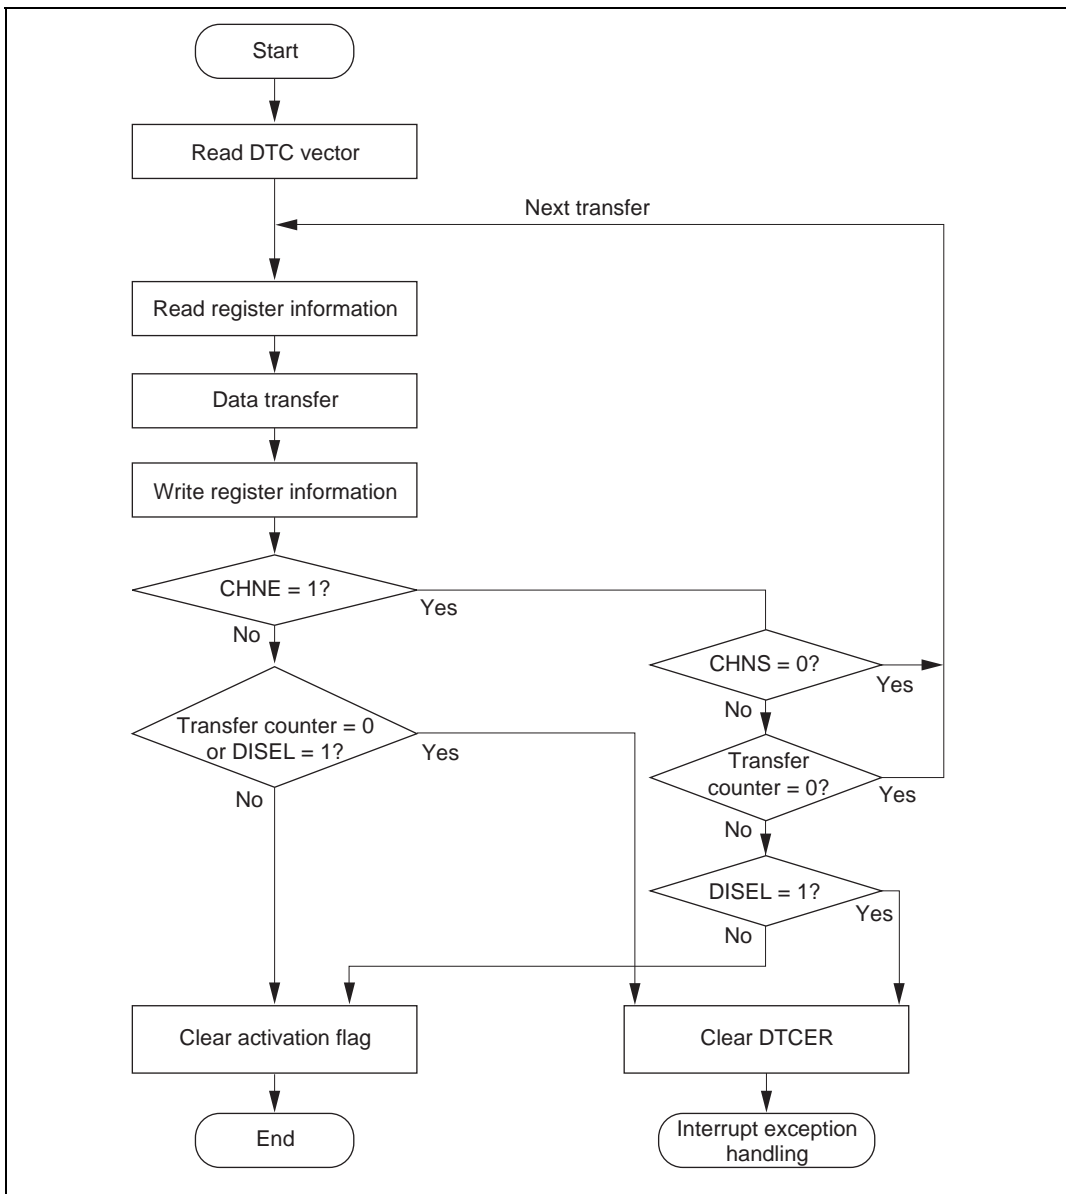 Start
Read DTC vector
Next transfer
Read register information
Data transfer
Write register information
CHNE = 1?
Yes
No
CHNS = 0?
Yes
No
Transfer counter = 0
or DISEL = 1?
Yes
No
Transfer
counter = 0?
Yes
No
DISEL = 1?
Yes
No
Clear activation flag
Clear DTCER
End
Interrupt exception
handling